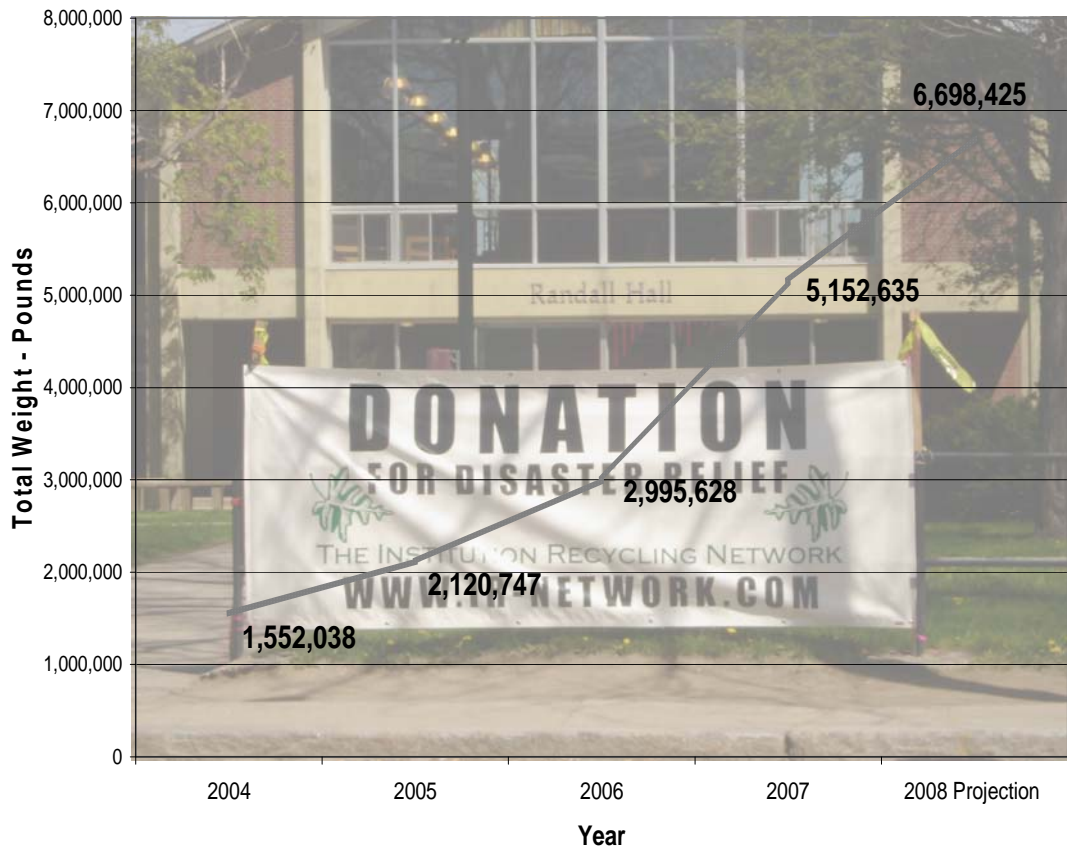 8,000,000
7,000,000
6,000,000
5,000,000
4,000,000
3,000,000
2,000,000
1,000,000
0
Total Weight - Pounds
6,698,425
5,152,635
2,995,628
2,120,747
1,552,038
Randall Hall
DONATION
FOR DISASTER RELIEF
THE INSTITUTION RECYCLING NETWORK
WWW.IR-NETWORK.COM
2004 2005 2006 2007 2008 Projection
Year